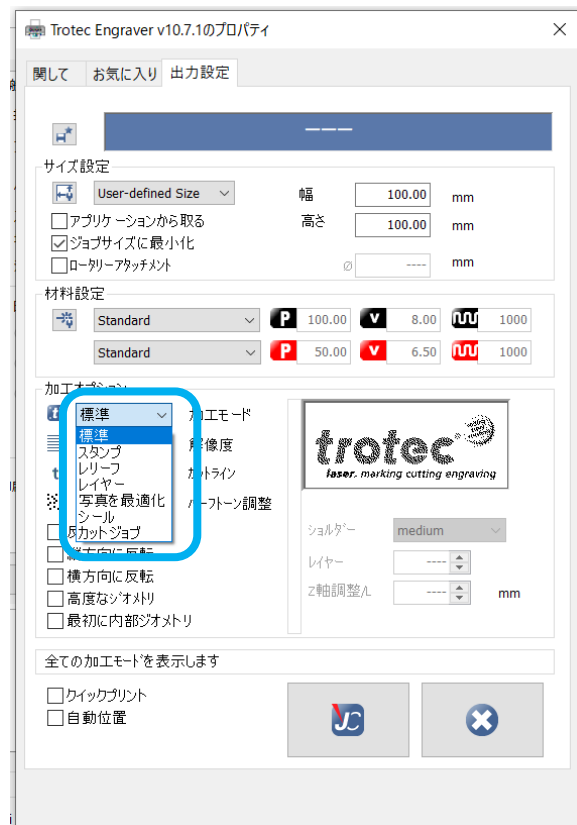 Trotec Engraver v10.7.1のプロパティ
関して お気に入り 出力設定
---
サイズ設定
User-defined Size 幅 100.00 mm
アプリケーションから取る 高さ 100.00 mm
ジョブサイズに最小化
ロータリーアタッチメント ø ---- mm
材料設定
Standard P 100.00 v 8.00 1000
Standard P 50.00 v 6.50 1000
加工オプション
標準 加工モード
標準
スタンプ 解像度
レリーフ
レイヤー カットライン
写真を最適化 ハーフトーン調整
シール
カットジョブ
縦方向に反転
横方向に反転
高度なジオメトリ
最初に内部ジオメトリ
trotec
laser. marking cutting engraving
ショルダー medium
レイヤー ----
Z軸調整/L ---- mm
全ての加工モードを表示します
クイックプリント
自動位置
JC